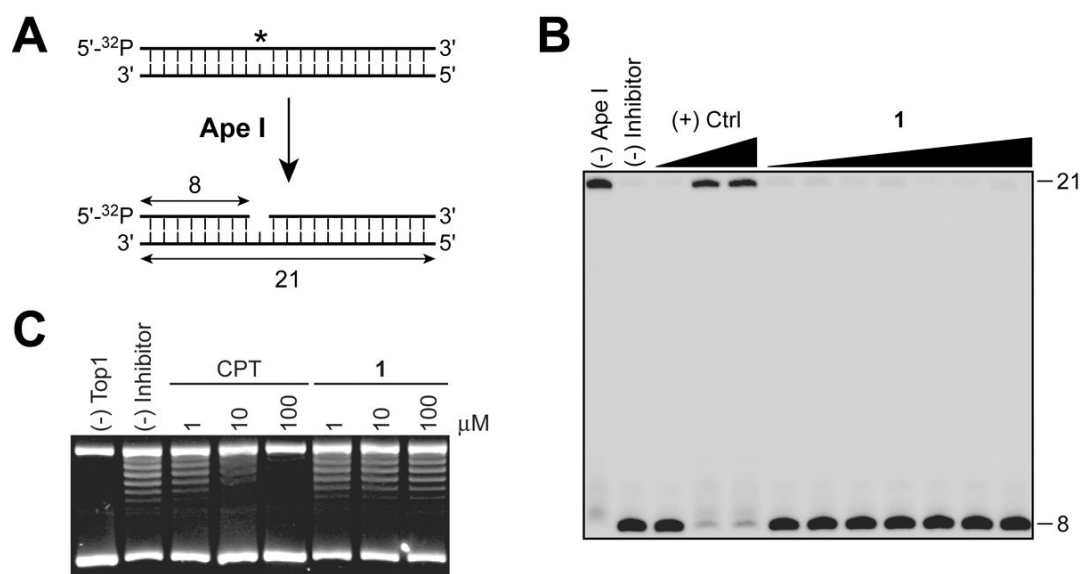 A
*
5'-³²P 3'
3' 5'
Ape I
8
5'-³²P 3'
3' 5'
21
B
(-) Ape I
(-) Inhibitor
(+) Ctrl
1
21
8
C
(-) Top1
(-) Inhibitor
CPT
1
1 10 100 1 10 100 μM